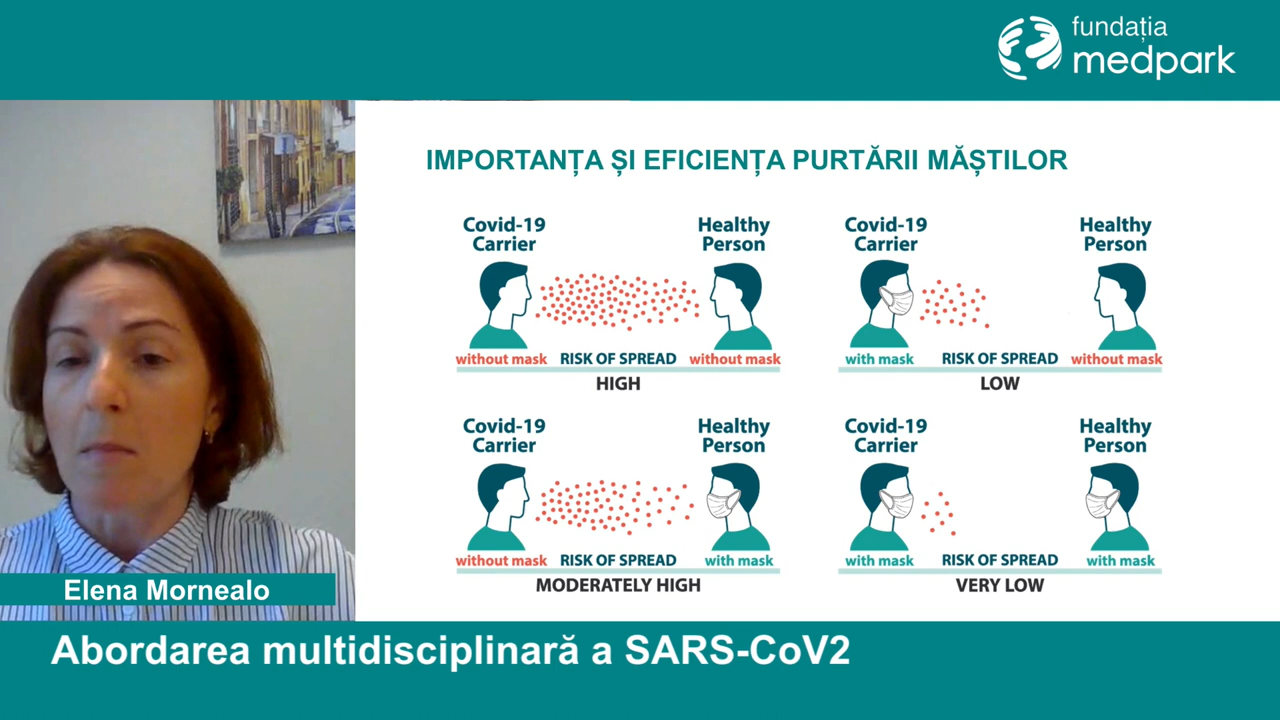 fundația
medpark
IMPORTANȚA ȘI EFICIENȚA PURTĂRII MĂȘTILOR
Covid-19
Carrier
Healthy
Person
without mask RISK OF SPREAD without mask
HIGH
Covid-19
Carrier
Healthy
Person
with mask RISK OF SPREAD without mask
LOW
Covid-19
Carrier
Healthy
Person
without mask RISK OF SPREAD with mask
MODERATELY HIGH
Covid-19
Carrier
Healthy
Person
with mask RISK OF SPREAD with mask
VERY LOW
Elena Mornealo
Abordarea multidisciplinară a SARS-CoV2